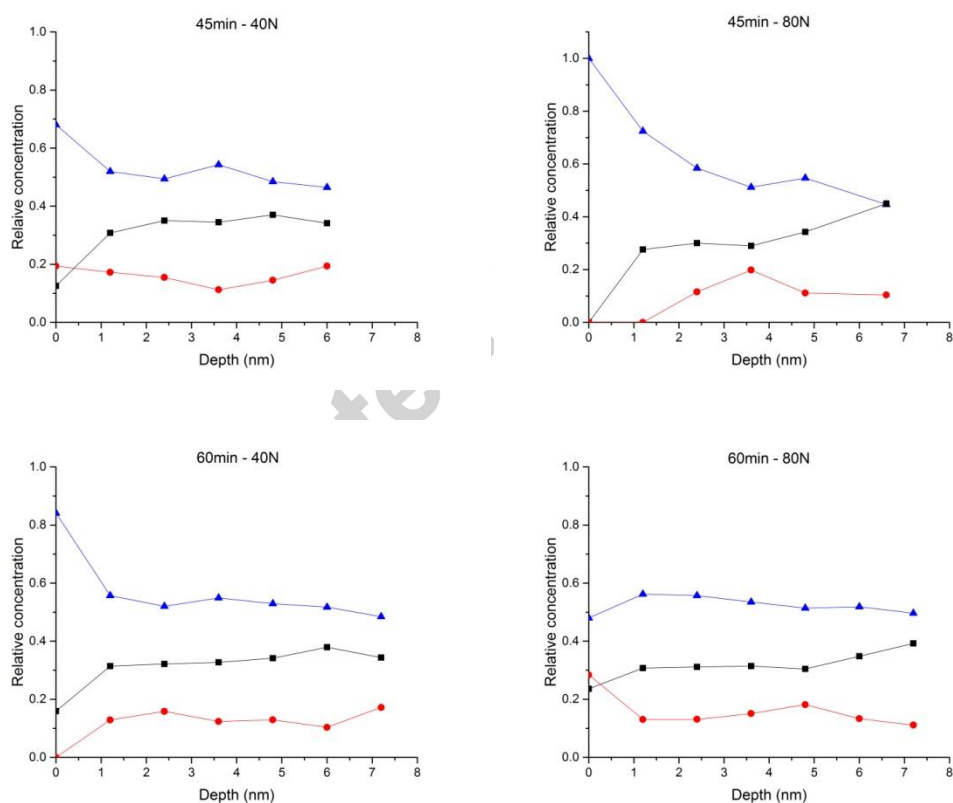 45min - 40N
Relaive concentration
1.0
0.8
0.6
0.4
0.2
0.0
0 1 2 3 4 5 6 7 8
Depth (nm)
45min - 80N
Relative concentration
1.0
0.8
0.6
0.4
0.2
0.0
0 1 2 3 4 5 6 7 8
Depth (nm)
60min - 40N
Relative concentration
1.0
0.8
0.6
0.4
0.2
0.0
0 1 2 3 4 5 6 7 8
Depth (nm)
60min - 80N
Relative concentration
1.0
0.8
0.6
0.4
0.2
0.0
0 1 2 3 4 5 6 7 8
Depth (nm)